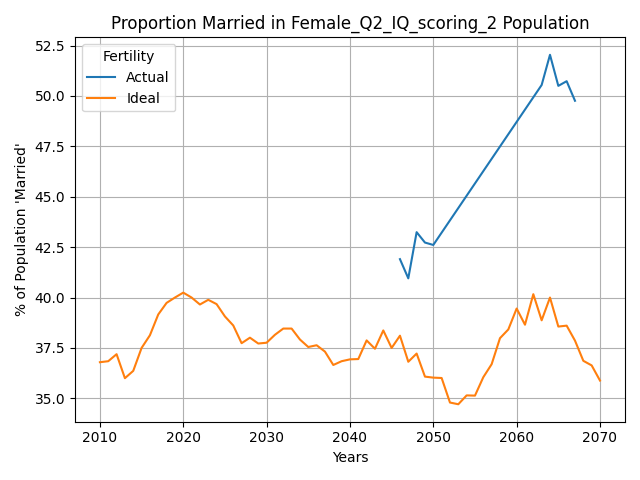 Proportion Married in Female_Q2_IQ_scoring_2 Population
Fertility
Actual
Ideal
% of Population 'Married'
52.5
50.0
47.5
45.0
42.5
40.0
37.5
35.0
2010 2020 2030 2040 2050 2060 2070
Years